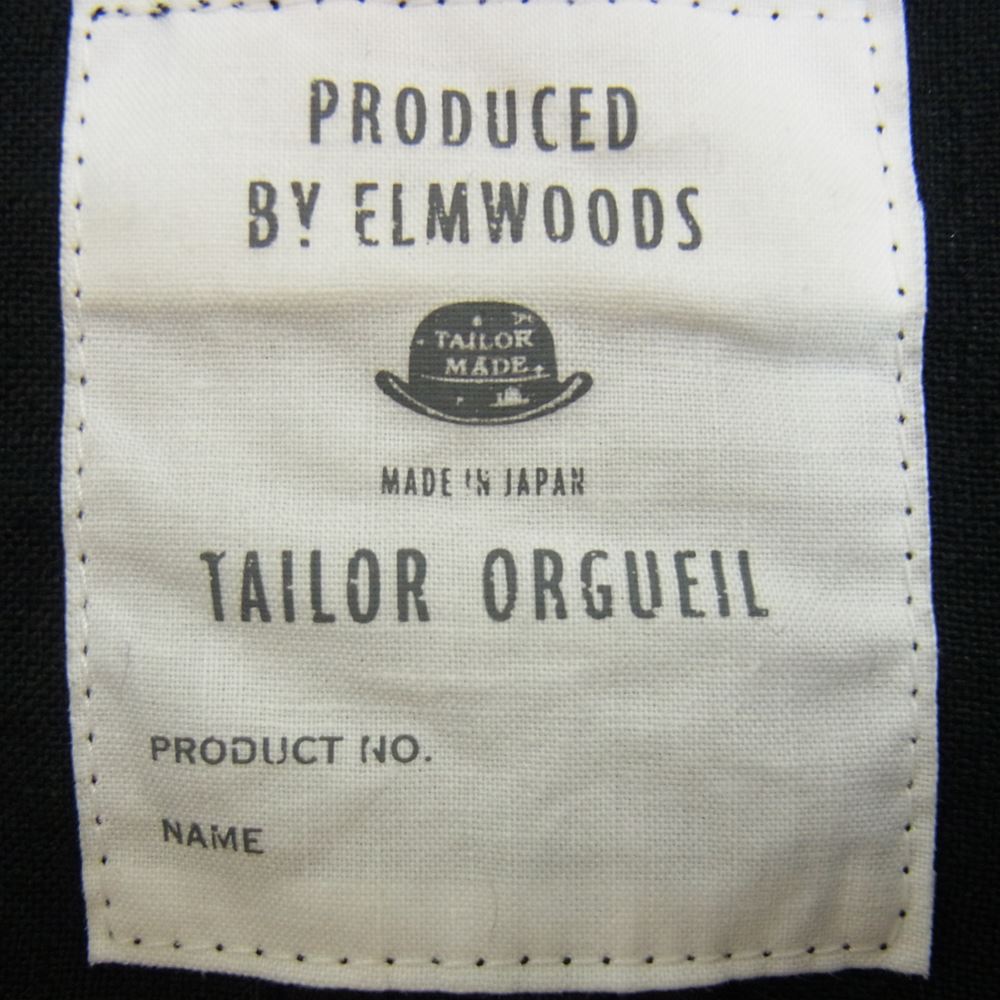 PRODUCED
BY ELMWOODS
TAILOR
MADE
MADE IN JAPAN
TAILOR ORGUEIL
PRODUCT NO.
NAME